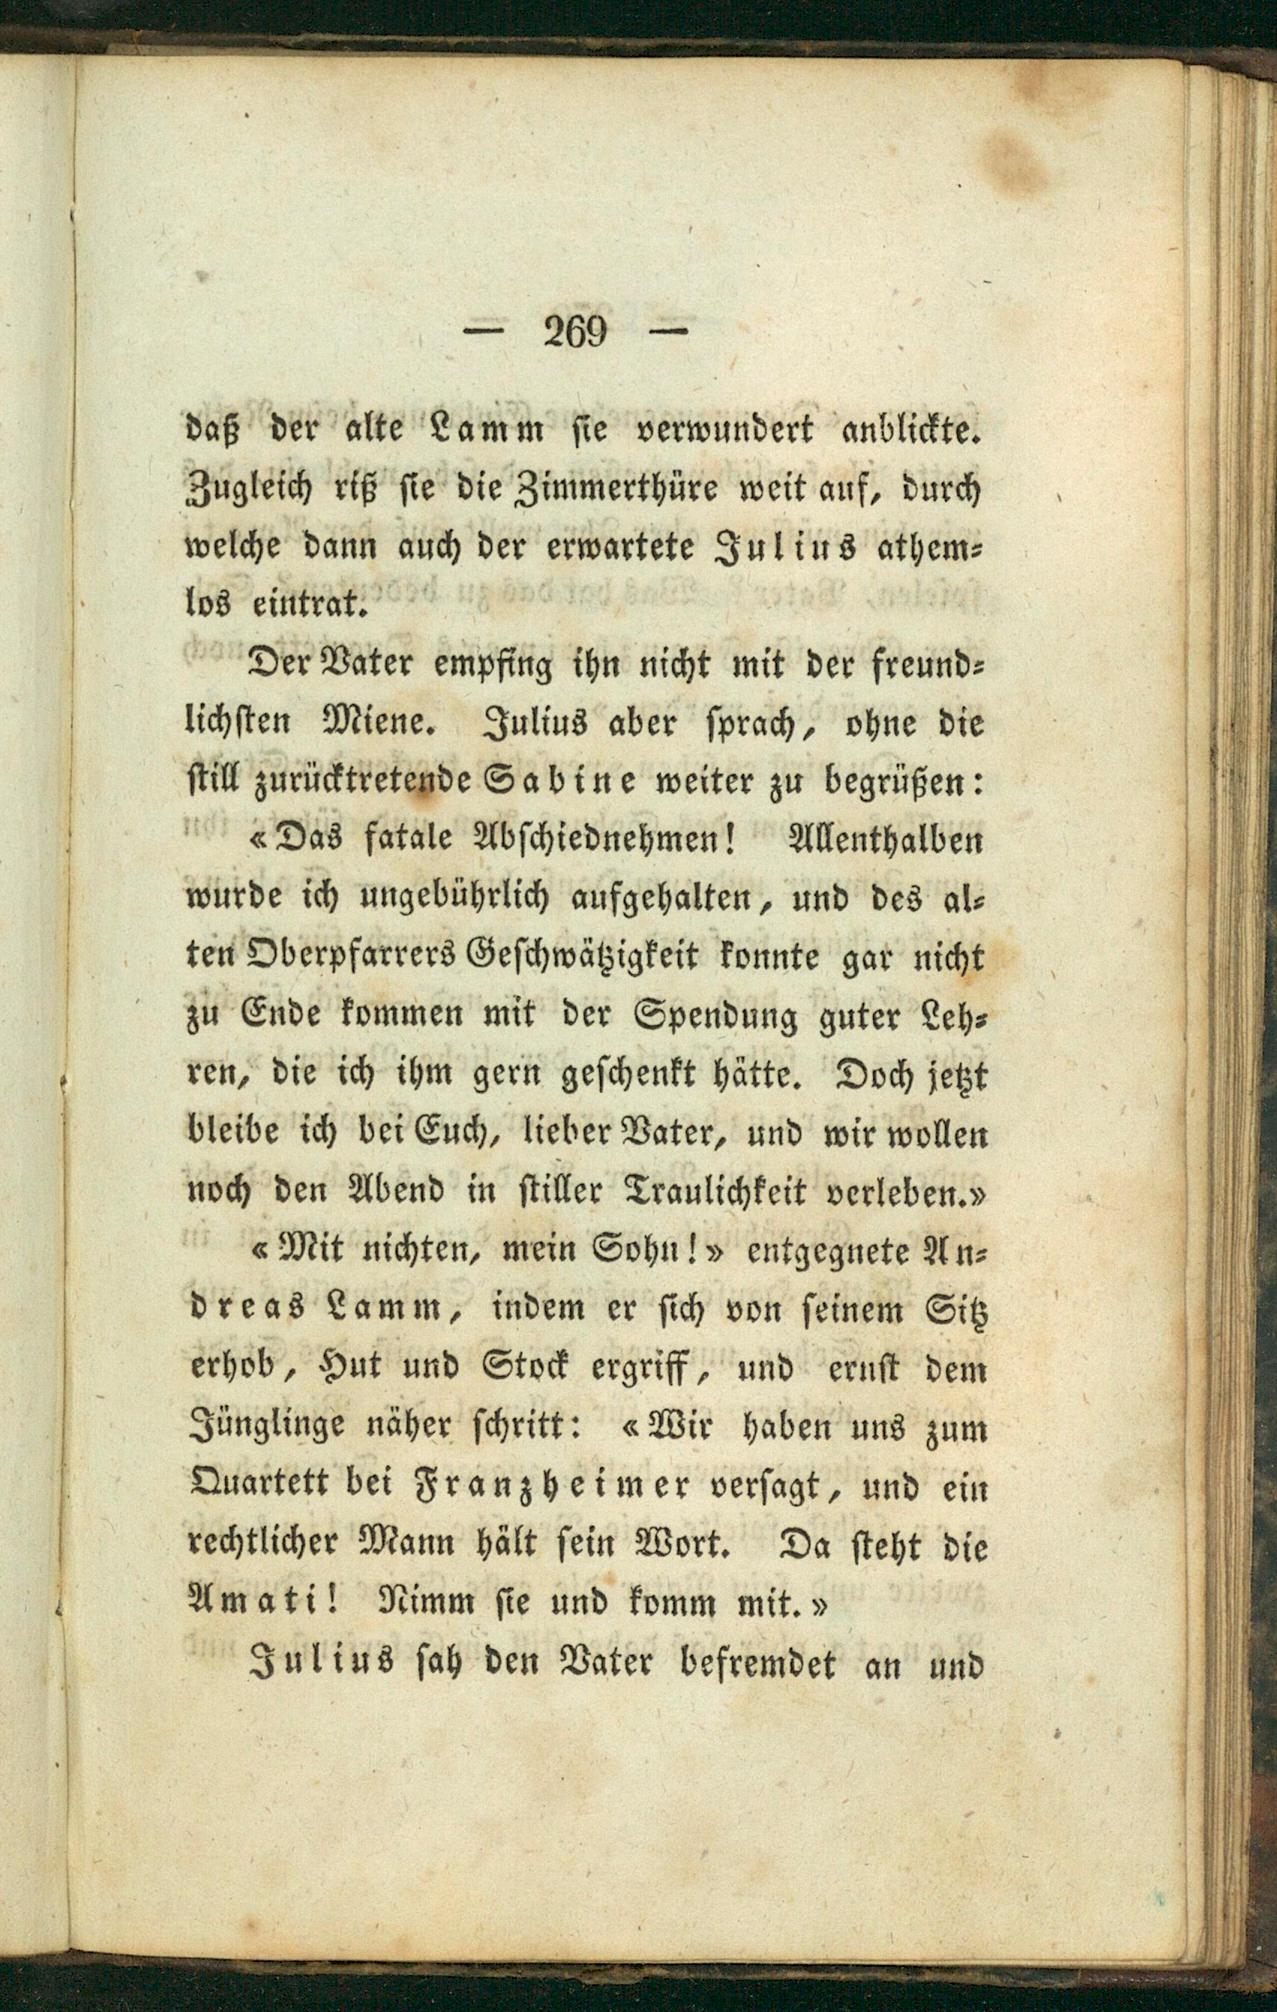 — 269 —
daß der alte Lamm sie verwundert anblickte.
Zugleich riß sie die Zimmerthüre weit auf, durch
welche dann auch der erwartete Julius athem⸗
los eintrat.
Der Vater empfing ihn nicht mit der freund⸗
lichsten Miene. Julius aber sprach, ohne die
still zurücktretende Sabine weiter zu begrüßen:
«Das fatale Abschiednehmen! Allenthalben
wurde ich ungebührlich aufgehalten, und des al⸗
ten Oberpfarrers Geschwätzigkeit konnte gar nicht
zu Ende kommen mit der Spendung guter Leh⸗
ren, die ich ihm gern geschenkt hätte. Doch jetzt
bleibe ich bei Euch, lieber Vater, und wir wollen
noch den Abend in stiller Traulichkeit verleben.»
«Mit nichten, mein Sohn!» entgegnete An⸗
dreas Lamm, indem er sich von seinem Sitz
erhob, Hut und Stock ergriff, und ernst dem
Jünglinge näher schritt: «Wir haben uns zum
Quartett bei Franzheimer versagt, und ein
rechtlicher Mann hält sein Wort. Da steht die
Amati! Nimm sie und komm mit.»
Julius sah den Vater befremdet an und